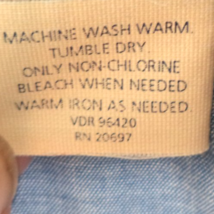 MACHINE WASH WARM.
TUMBLE DRY.
ONLY NON-CHLORINE
BLEACH WHEN NEEDED
WARM IRON AS NEEDED.
VDR 96420
RN 20697